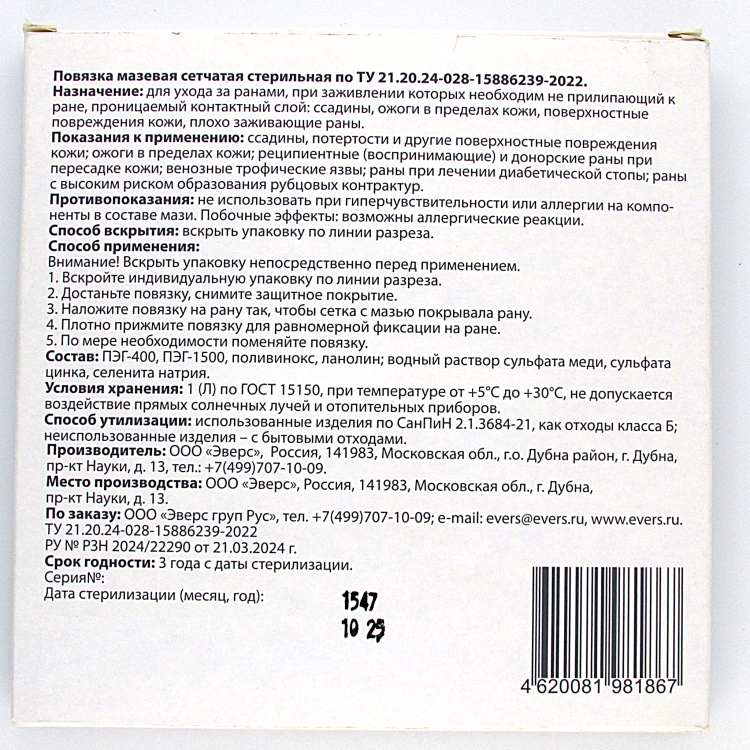 Повязка мазевая сетчатая стерильная по ТУ 21.20.24-028-15886239-2022.
Назначение: для ухода за ранами, при заживлении которых необходим не прилипающий к
ране, проницаемый контактный слой: ссадины, ожоги в пределах кожи, поверхностные
повреждения кожи, плохо заживающие раны.
Показания к применению: ссадины, потертости и другие поверхностные повреждения
кожи; ожоги в пределах кожи; реципиентные (воспринимающие) и донорские раны при
пересадке кожи; венозные трофические язвы; раны при лечении диабетической стопы; раны
с высоким риском образования рубцовых контрактур.
Противопоказания: не использовать при гиперчувствительности или аллергии на компо-
ненты в составе мази. Побочные эффекты: возможны аллергические реакции.
Способ вскрытия: вскрыть упаковку по линии разреза.
Способ применения:
Внимание! Вскрыть упаковку непосредственно перед применением.
1. Вскройте индивидуальную упаковку по линии разреза.
2. Достаньте повязку, снимите защитное покрытие.
3. Наложите повязку на рану так, чтобы сетка с мазью покрывала рану.
4. Плотно прижмите повязку для равномерной фиксации на ране.
5. По мере необходимости поменяйте повязку.
Состав: ПЭГ-400, ПЭГ-1500, поливинокс, ланолин; водный раствор сульфата меди, сульфата
цинка, селенита натрия.
Условия хранения: 1 (Л) по ГОСТ 15150, при температуре от +5°С до +30°С, не допускается
воздействие прямых солнечных лучей и отопительных приборов.
Способ утилизации: использованные изделия по СанПиН 2.1.3684-21, как отходы класса Б;
неиспользованные изделия – с бытовыми отходами.
Производитель: ООО «Эверс», Россия, 141983, Московская обл., г.о. Дубна район, г. Дубна,
пр-кт Науки, д. 13, тел.: +7(499)707-10-09.
Место производства: ООО «Эверс», Россия, 141983, Московская обл., г. Дубна,
пр-кт Науки, д. 13.
По заказу: ООО «Эверс груп Рус», тел. +7(499)707-10-09; e-mail: evers@evers.ru, www.evers.ru.
ТУ 21.20.24-028-15886239-2022
РУ № РЗН 2024/22290 от 21.03.2024 г.
Срок годности: 3 года с даты стерилизации.
Серия№:
Дата стерилизации (месяц, год):
1547
10 25
4 620081 981867